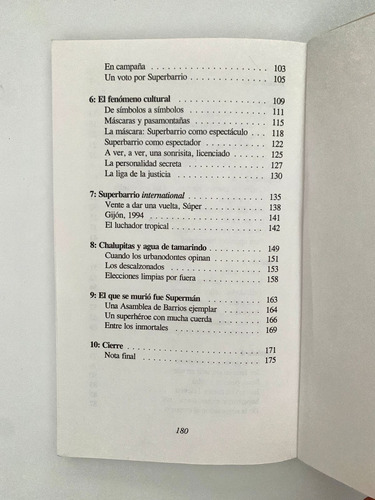 En campaña . . . . . . . . . . . . . . . . . . . . . . . 103
Un voto por Superbarrio . . . . . . . . . . . . . . . 105
6: El fenómeno cultural . . . . . . . . . . . . . . . . . 109
De símbolos a símbolos . . . . . . . . . . . . . . . . 111
Máscaras y pasamontañas . . . . . . . . . . . . . . 115
La máscara: Superbarrio como espectáculo . . 118
Superbarrio como espectador . . . . . . . . . . . . 122
A ver, a ver, una sonrisita, licenciado . . . . . . 125
La personalidad secreta . . . . . . . . . . . . . . . . 127
La liga de la justicia . . . . . . . . . . . . . . . . . . 130
7: Superbarrio international . . . . . . . . . . . . . . . 135
Vente a dar una vuelta, Súper . . . . . . . . . . . . 138
Gijón, 1994 . . . . . . . . . . . . . . . . . . . . . . . 141
El luchador tropical . . . . . . . . . . . . . . . . . . 142
8: Chalupitas y agua de tamarindo . . . . . . . . . . 149
Cuando los urbanodontes opinan . . . . . . . . . . 151
Los descalzonados . . . . . . . . . . . . . . . . . . . 153
Elecciones limpias por fuera . . . . . . . . . . . . . 158
9: El que se murió fue Supermán . . . . . . . . . . . 163
Una Asamblea de Barrios ejemplar . . . . . . . . 164
Un superhéroe con mucha cuerda . . . . . . . . . 166
Entre los inmortales . . . . . . . . . . . . . . . . . . 169
10: Cierre . . . . . . . . . . . . . . . . . . . . . . . . . . 171
Nota final . . . . . . . . . . . . . . . . . . . . . . . . 175
180